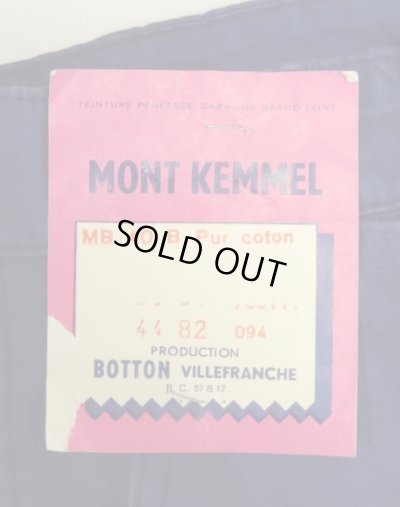 TEINTURE PENETREE GARANTIE GRAND TEINT
MONT KEMMEL
Pur coton
SOLD OUT
44 82 094
PRODUCTION
BOTTON VILLEFRANCHE
R.C. 57 B 17